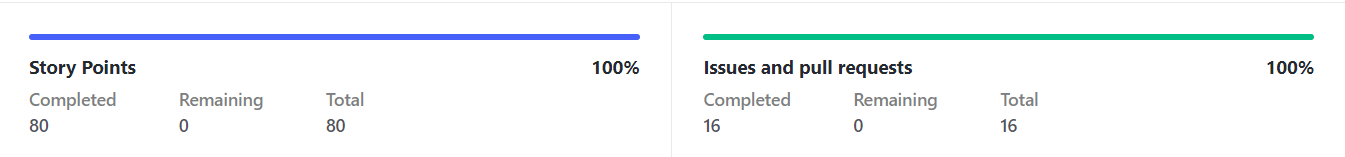 Story Points 100%
Completed Remaining Total
80 0 80
Issues and pull requests 100%
Completed Remaining Total
16 0 16